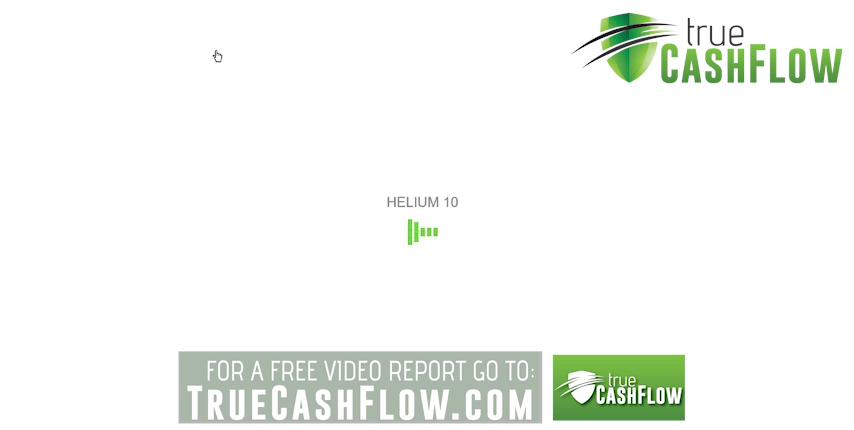 true
CASHFLOW
HELIUM 10
FOR A FREE VIDEO REPORT GO TO:
TRUECASHFLOW.COM
true
CASHFLOW